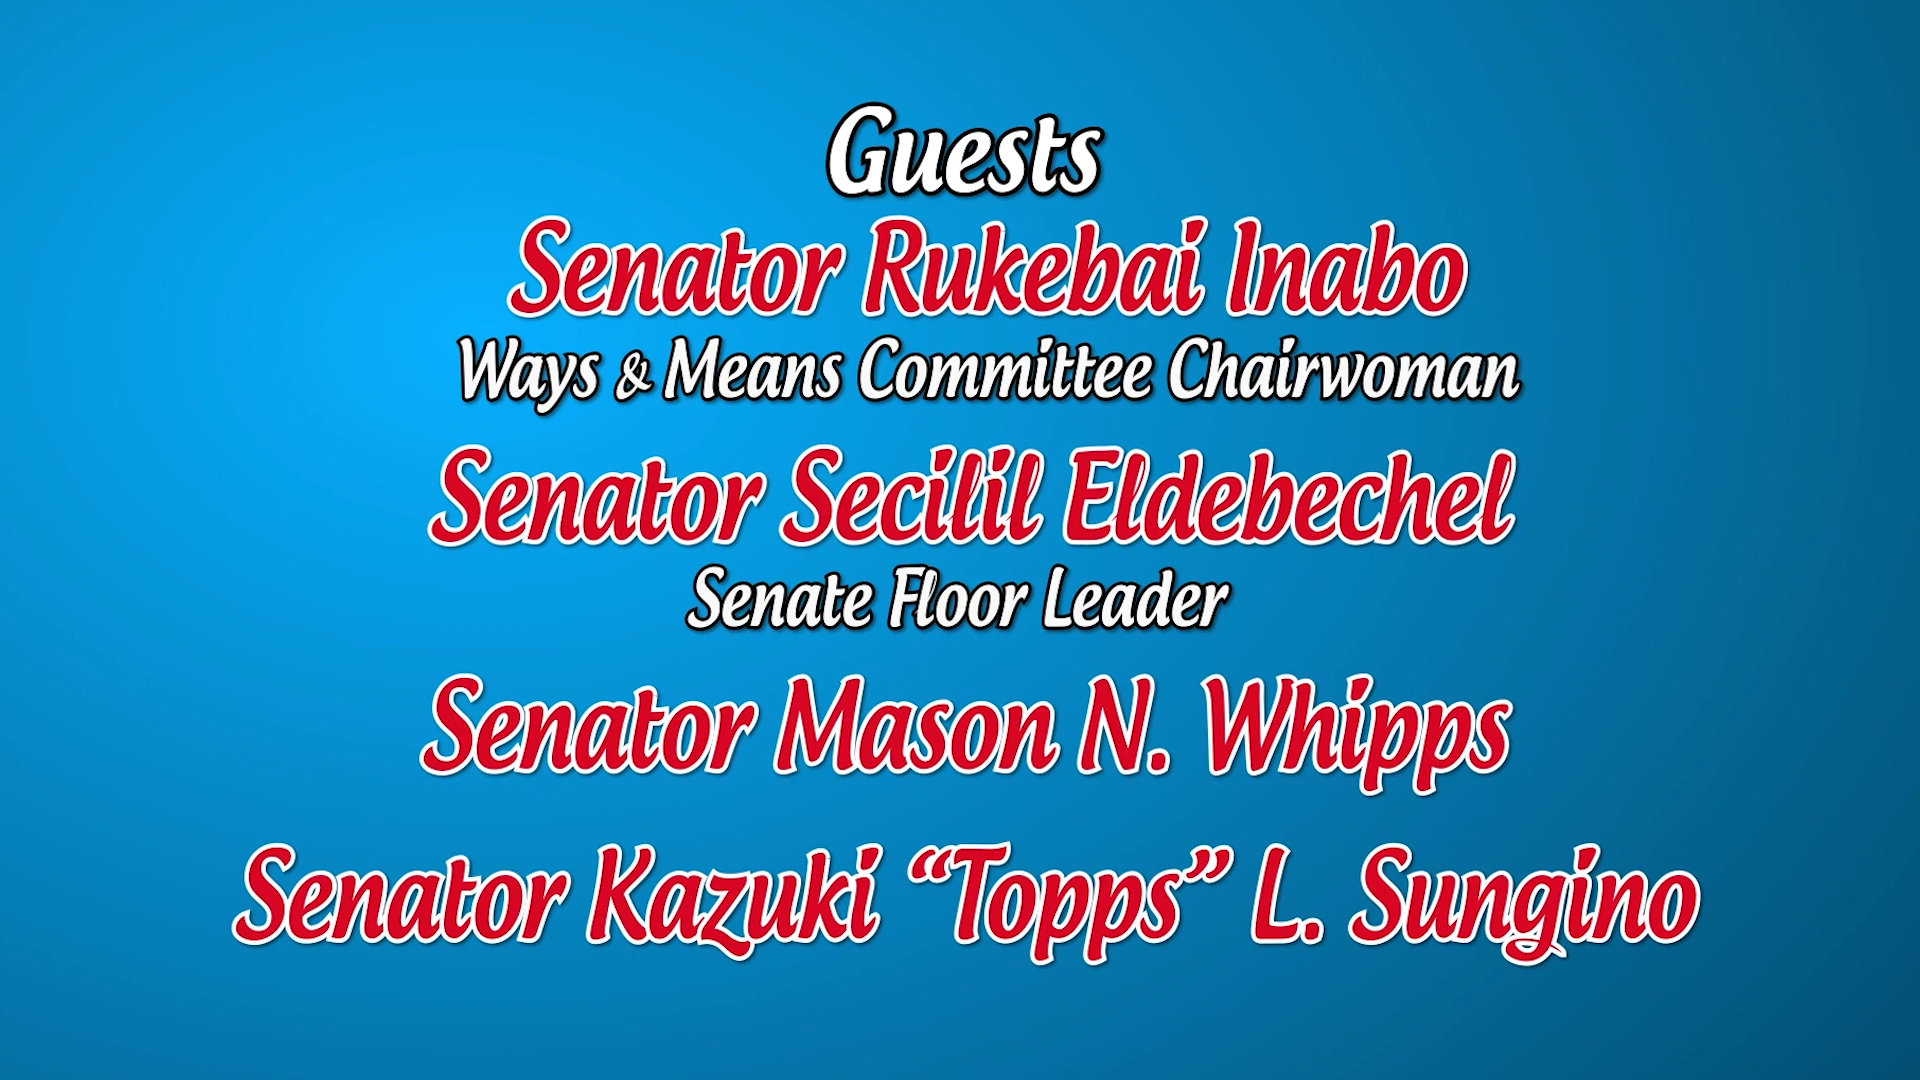 Guests
Senator Rukebai Inabo
Ways & Means Committee Chairwoman
Senator Secilil Eldebechel
Senate Floor Leader
Senator Mason N. Whipps
Senator Kazuki “Topps” L. Sungino